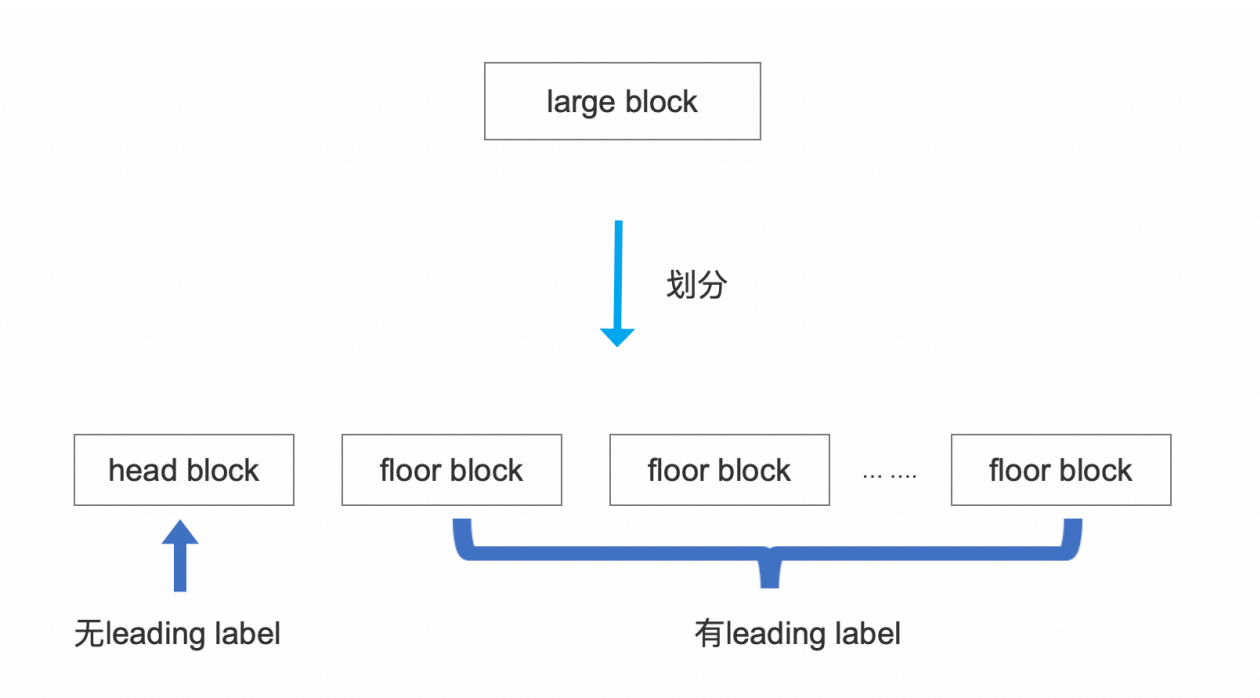 large block
划分
head block
floor block
floor block
... ....
floor block
无leading label
有leading label